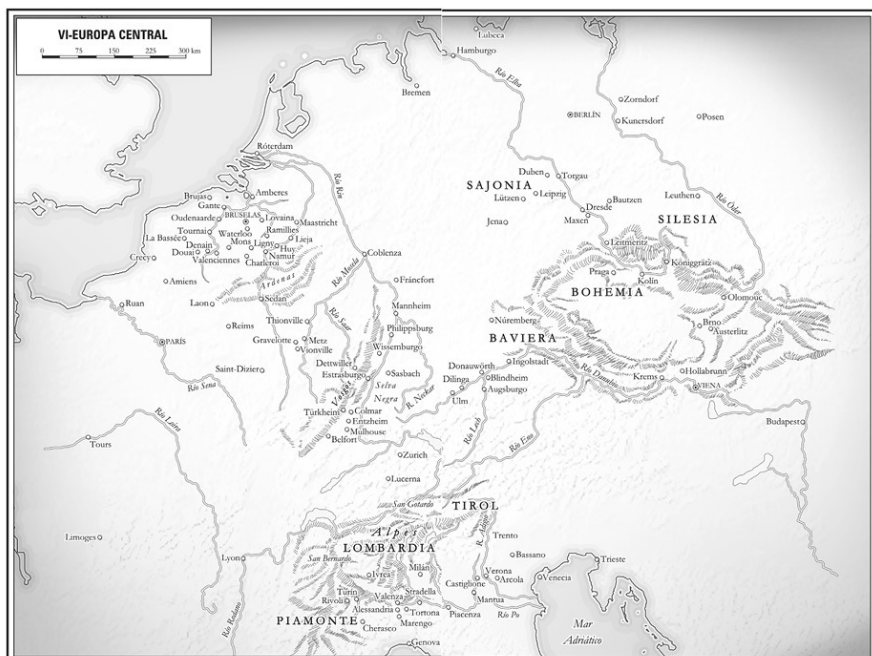 VI-EUROPA CENTRAL
0 75 150 225 300 km
Lubeca
Hamburgo
Río Elba
Bremen
BERLÍN
Zorndorf
Kunersdorf
Posen
Róterdam
Río Rin
Duben
Torgau
SAJONIA
Leipzig
Lützen
Bautzen
Dresde
Maxen
Leuthen
Río Óder
Jena
SILESIA
Brujas
Amberes
Gante
BRUSELAS
Oudenaarde
Lovaina
Maastricht
Tournai
Waterloo
Ramillies
La Bassée
Mons
Ligny
Lieja
Denain
Huy
Douai
Namur
Crecy
Valenciennes
Charleroi
Coblenza
Leitmeritz
Königgrätz
Praga
Kolín
BOHEMIA
Olomouc
Amiens
Ardenas
Río Mosela
Fráncfort
Laon
Sedan
Mannheim
Ruan
Río Saar
Thionville
Philippsburg
Núremberg
Brno
Austerlitz
Reims
Gravelotte
Metz
Vionville
Wissemburgo
BAVIERA
PARÍS
Saint-Dizier
Dettwiller
Estrasburgo
Sasbach
Donauwörth
Ingolstadt
Río Danubio
Hollabrunn
Krems
VIENA
Río Sena
Vosgos
Selva
Negra
R. Neckar
Dilinga
Blindheim
Ulm
Augsburgo
Türkheim
Colmar
Entzheim
Mulhouse
Belfort
Río Loira
Río Lech
Río Eno
Budapest
Tours
Zurich
Lucerna
San Gotardo
TIROL
Limoges
Alpes
LOMBARDIA
R. Adigio
Trento
Lyon
San Bernardo
Bassano
Trieste
Ivrea
Milán
Verona
Castiglione
Arcola
Venecia
Turín
Stradella
Rivoli
Valenza
Mantua
Alessandria
Tortona
Piacenza
Río Po
PIAMONTE
Marengo
Cherasco
Río Rodano
Génova
Mar
Adriático